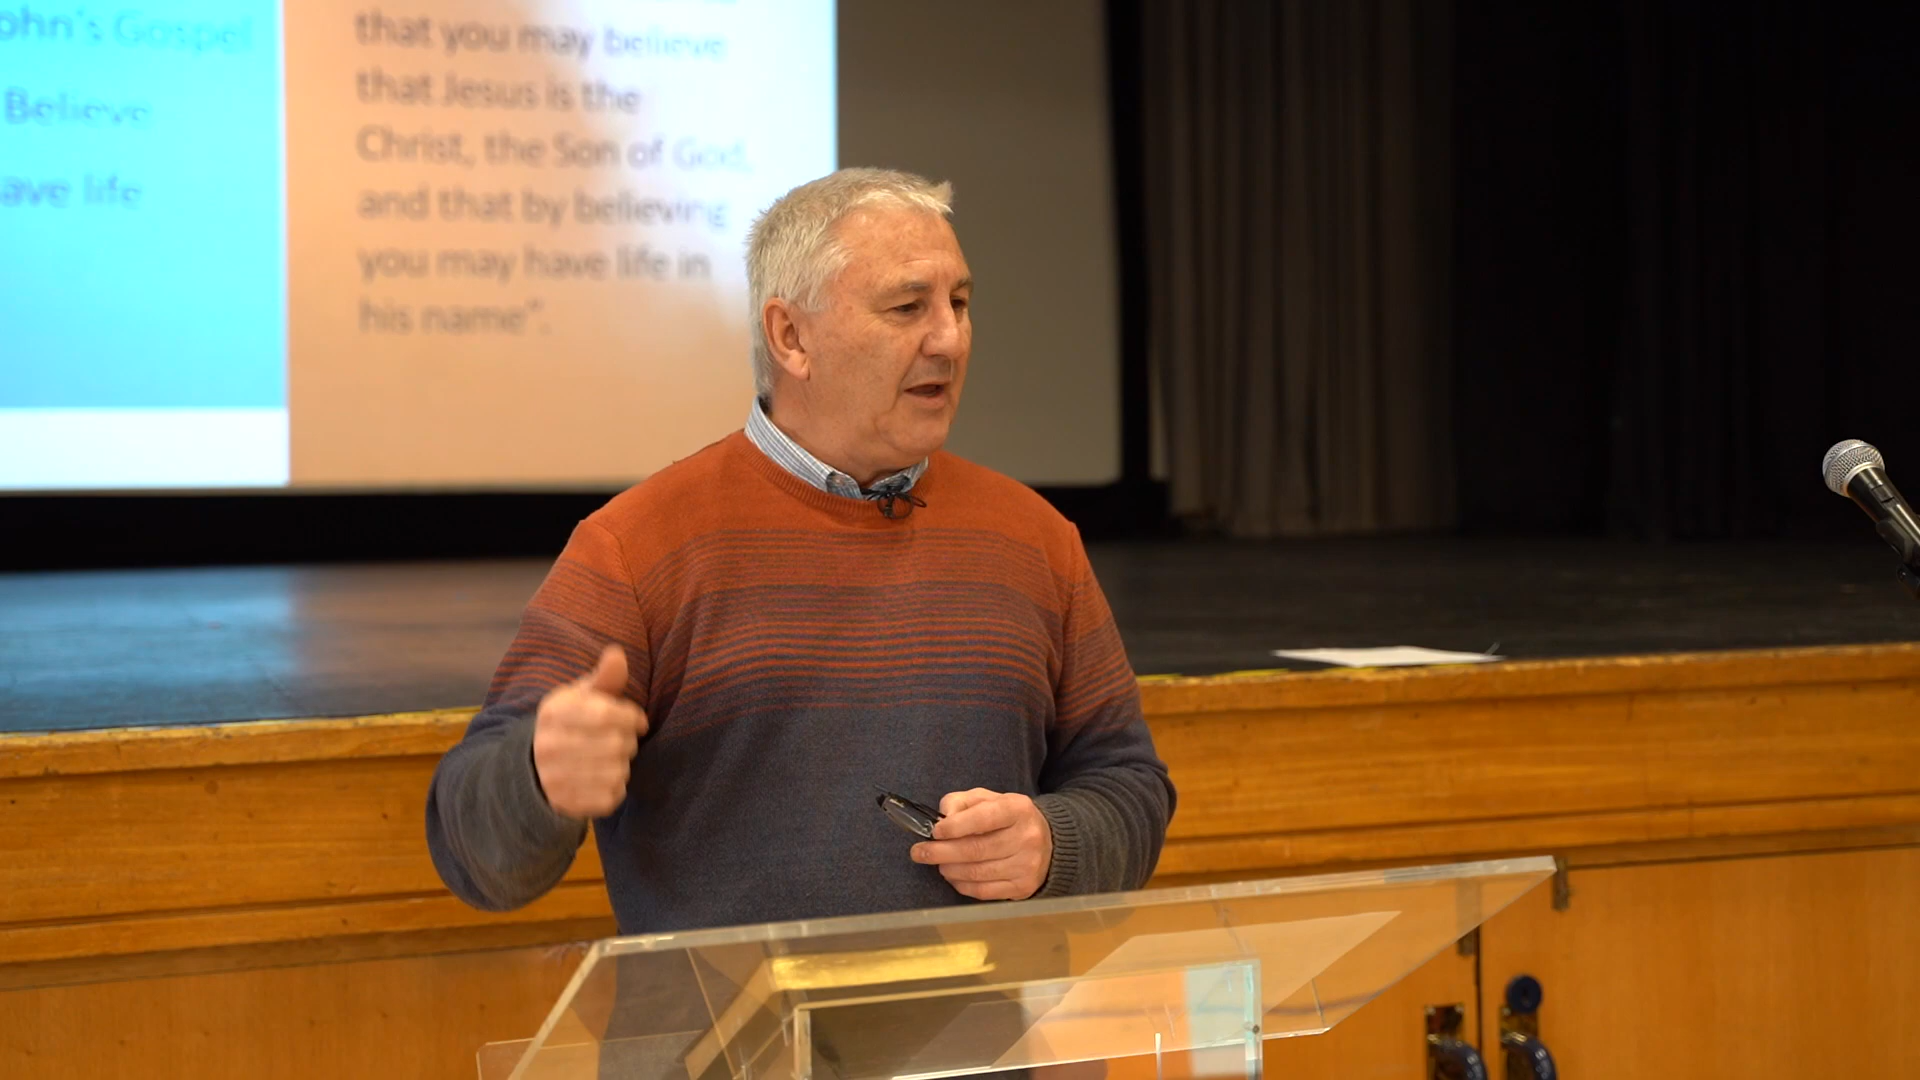 ohn's Gospel
Believe
ave life
that you may believe
that Jesus is the
Christ, the Son of God,
and that by believing
you may have life in
his name".